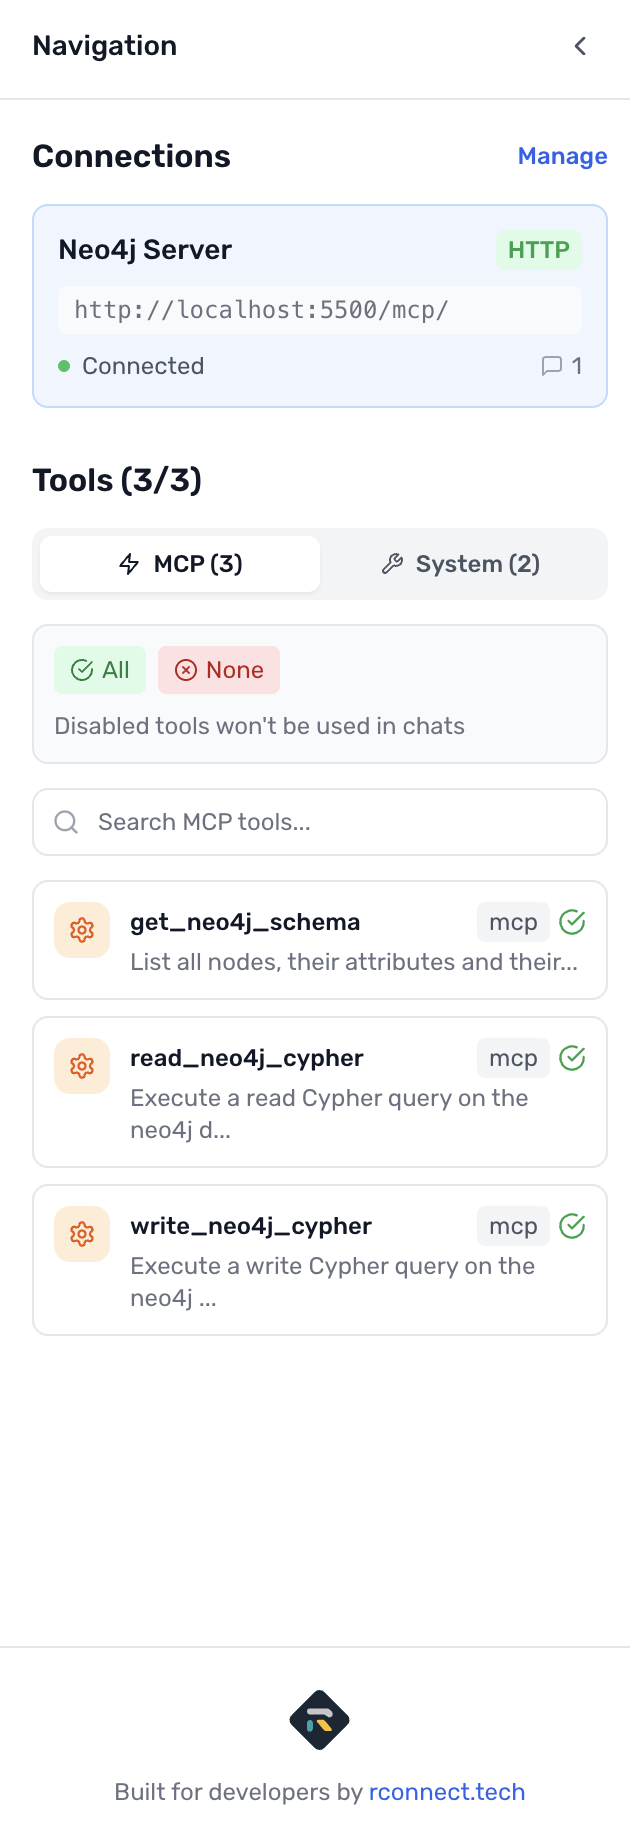 Navigation
Connections
Manage
Neo4j Server
HTTP
http://localhost:5500/mcp/
Connected
1
Tools (3/3)
MCP (3)
System (2)
All
None
Disabled tools won't be used in chats
Search MCP tools...
get_neo4j_schema
mcp
List all nodes, their attributes and their...
read_neo4j_cypher
mcp
Execute a read Cypher query on the
neo4j d...
write_neo4j_cypher
mcp
Execute a write Cypher query on the
neo4j ...
Built for developers by rconnect.tech